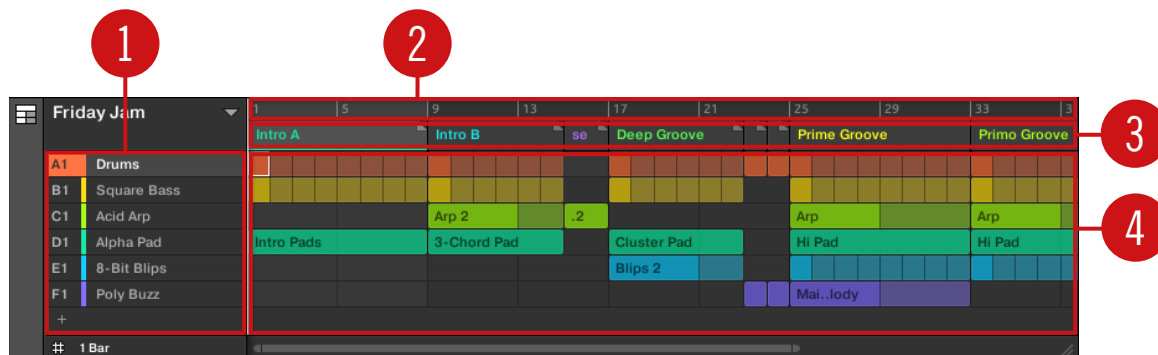 1
2
Friday Jam
1 5 9 13 17 21 25 29 33 3
Intro A Intro B se Deep Groove Prime Groove Primo Groove
3
A1 Drums
B1 Square Bass
C1 Acid Arp Arp 2 .2 Arp Arp
D1 Alpha Pad Intro Pads 3-Chord Pad Cluster Pad Hi Pad Hi Pad
4
E1 8-Bit Blips Blips 2
F1 Poly Buzz Mai..lody
+
1 Bar